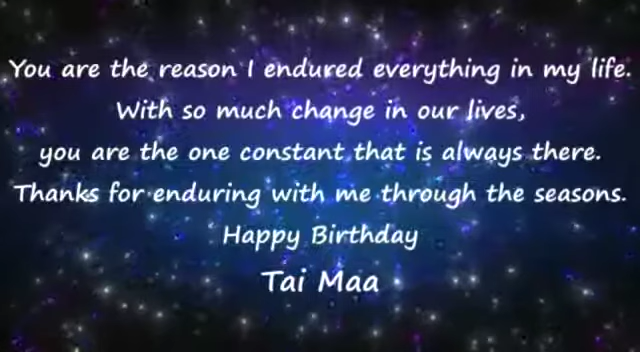 You are the reason I endured everything in my life.
With so much change in our lives,
you are the one constant that is always there.
Thanks for enduring with me through the seasons.
Happy Birthday
Tai Maa